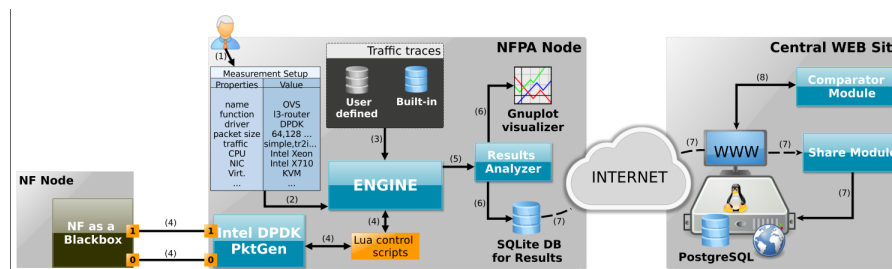 (1)
Measurement Setup
Properties Value
name OVS
function l3-router
driver DPDK
packet size 64,128 ...
traffic simple,tr2i...
CPU Intel Xeon
NIC Intel X710
Virt. KVM
... ...
(2)
Traffic traces
User
defined
Built-in
(3)
ENGINE
(4)
Lua control
scripts
(4)
Intel DPDK
PktGen
1
0
NF Node
NF as a
Blackbox
1
0
(4)
(4)
NFPA Node
(5)
Results
Analyzer
(6)
Gnuplot
visualizer
(6)
SQLite DB
for Results
(7)
INTERNET
(7)
Central WEB Sit
(8)
Comparator
Module
WWW
(7)
Share Modul
(7)
PostgreSQL